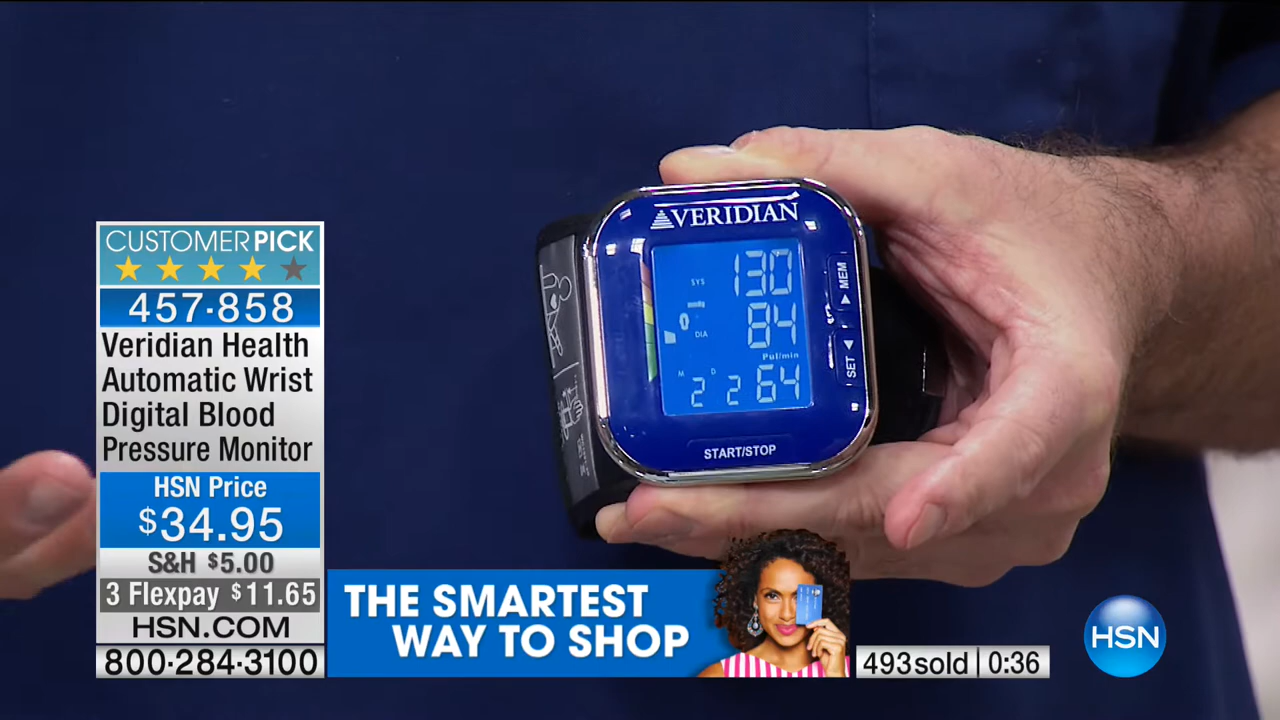 CUSTOMER PICK
457·858
Veridian Health
Automatic Wrist
Digital Blood
Pressure Monitor
HSN Price
$34.95
S&H $5.00
3 Flexpay $11.65
HSN.COM
800·284·3100
VERIDIAN
SYS 130
DIA 84
Pul/min
M D
2 2 64
MEM
SET
START/STOP
THE SMARTEST
WAY TO SHOP
493sold | 0:36
HSN